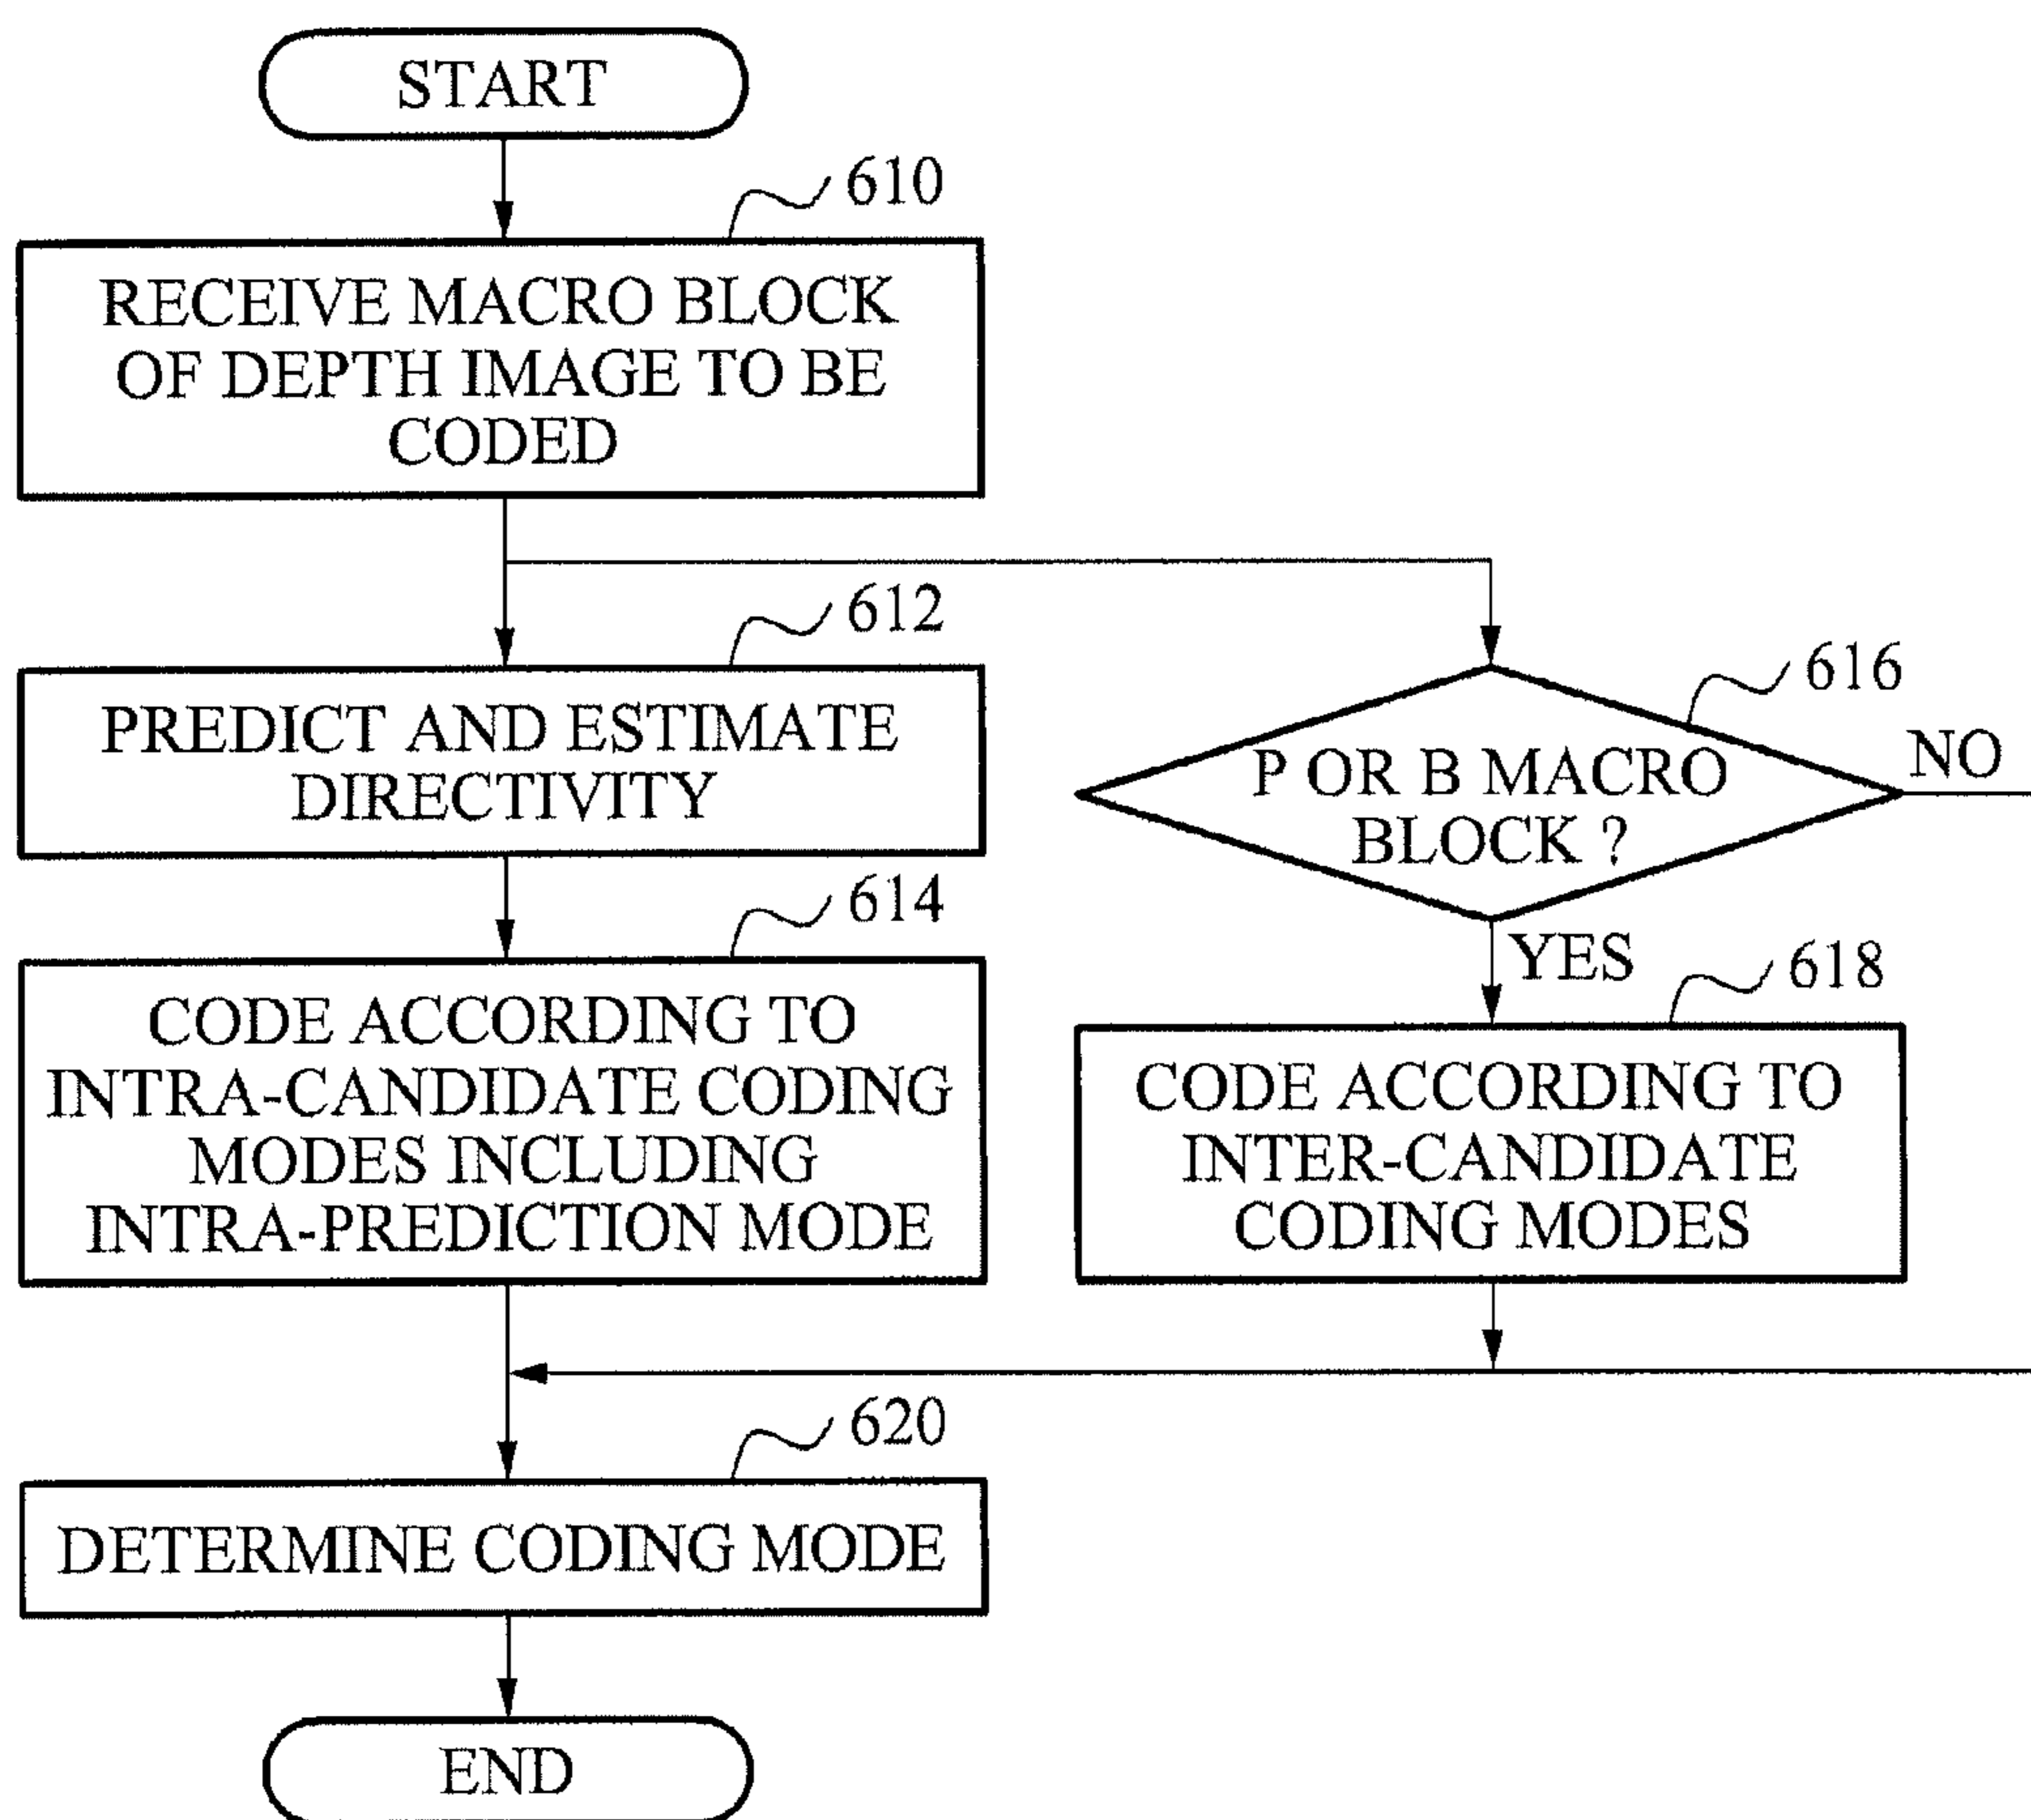 START
610
RECEIVE MACRO BLOCK
OF DEPTH IMAGE TO BE
CODED
612
PREDICT AND ESTIMATE
DIRECTIVITY
616
P OR B MACRO
BLOCK ?
NO
YES
614
CODE ACCORDING TO
INTRA-CANDIDATE CODING
MODES INCLUDING
INTRA-PREDICTION MODE
618
CODE ACCORDING TO
INTER-CANDIDATE
CODING MODES
620
DETERMINE CODING MODE
END